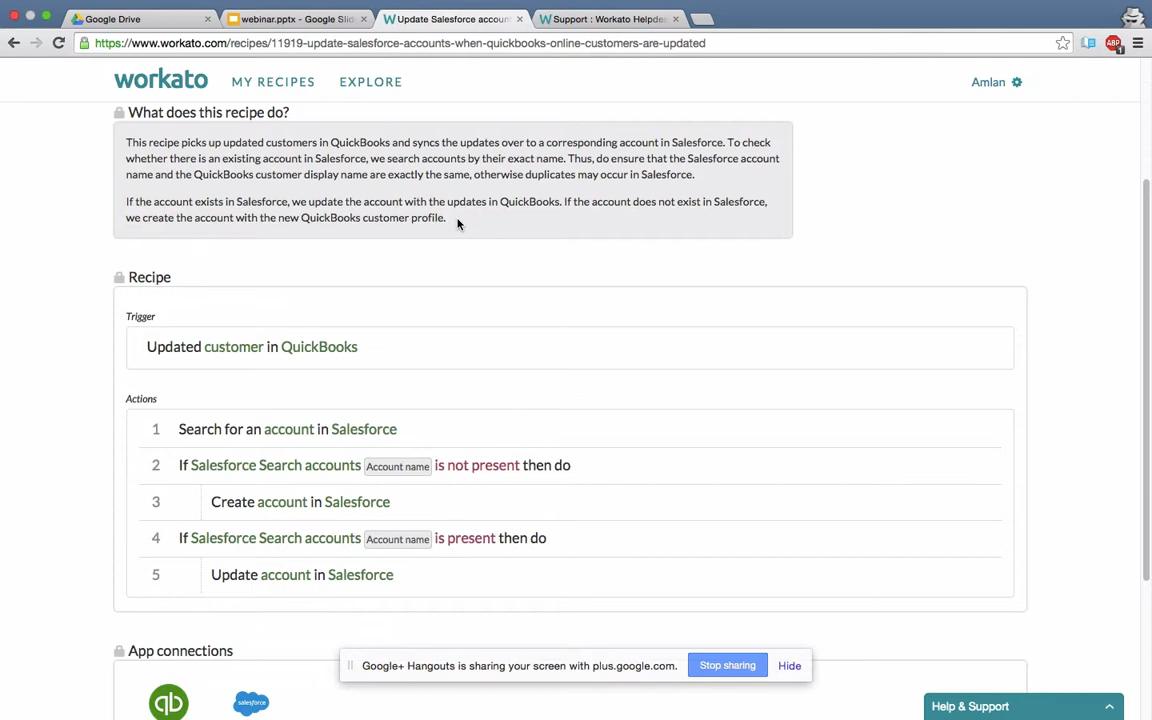 Google Drive
webinar.pptx - Google Slid
Update Salesforce accoun
Support : Workato Helpdes
https://www.workato.com/recipes/11919-update-salesforce-accounts-when-quickbooks-online-customers-are-updated
ABP
1
workato
MY RECIPES
EXPLORE
Amlan
What does this recipe do?
This recipe picks up updated customers in QuickBooks and syncs the updates over to a corresponding account in Salesforce. To check
whether there is an existing account in Salesforce, we search accounts by their exact name. Thus, do ensure that the Salesforce account
name and the QuickBooks customer display name are exactly the same, otherwise duplicates may occur in Salesforce.
If the account exists in Salesforce, we update the account with the updates in QuickBooks. If the account does not exist in Salesforce,
we create the account with the new QuickBooks customer profile.
Recipe
Trigger
Updated customer in QuickBooks
Actions
1 Search for an account in Salesforce
2 If Salesforce Search accounts Account name is not present then do
3 Create account in Salesforce
4 If Salesforce Search accounts Account name is present then do
5 Update account in Salesforce
App connections
Google+ Hangouts is sharing your screen with plus.google.com.
Stop sharing
Hide
qb
salesforce
Help & Support